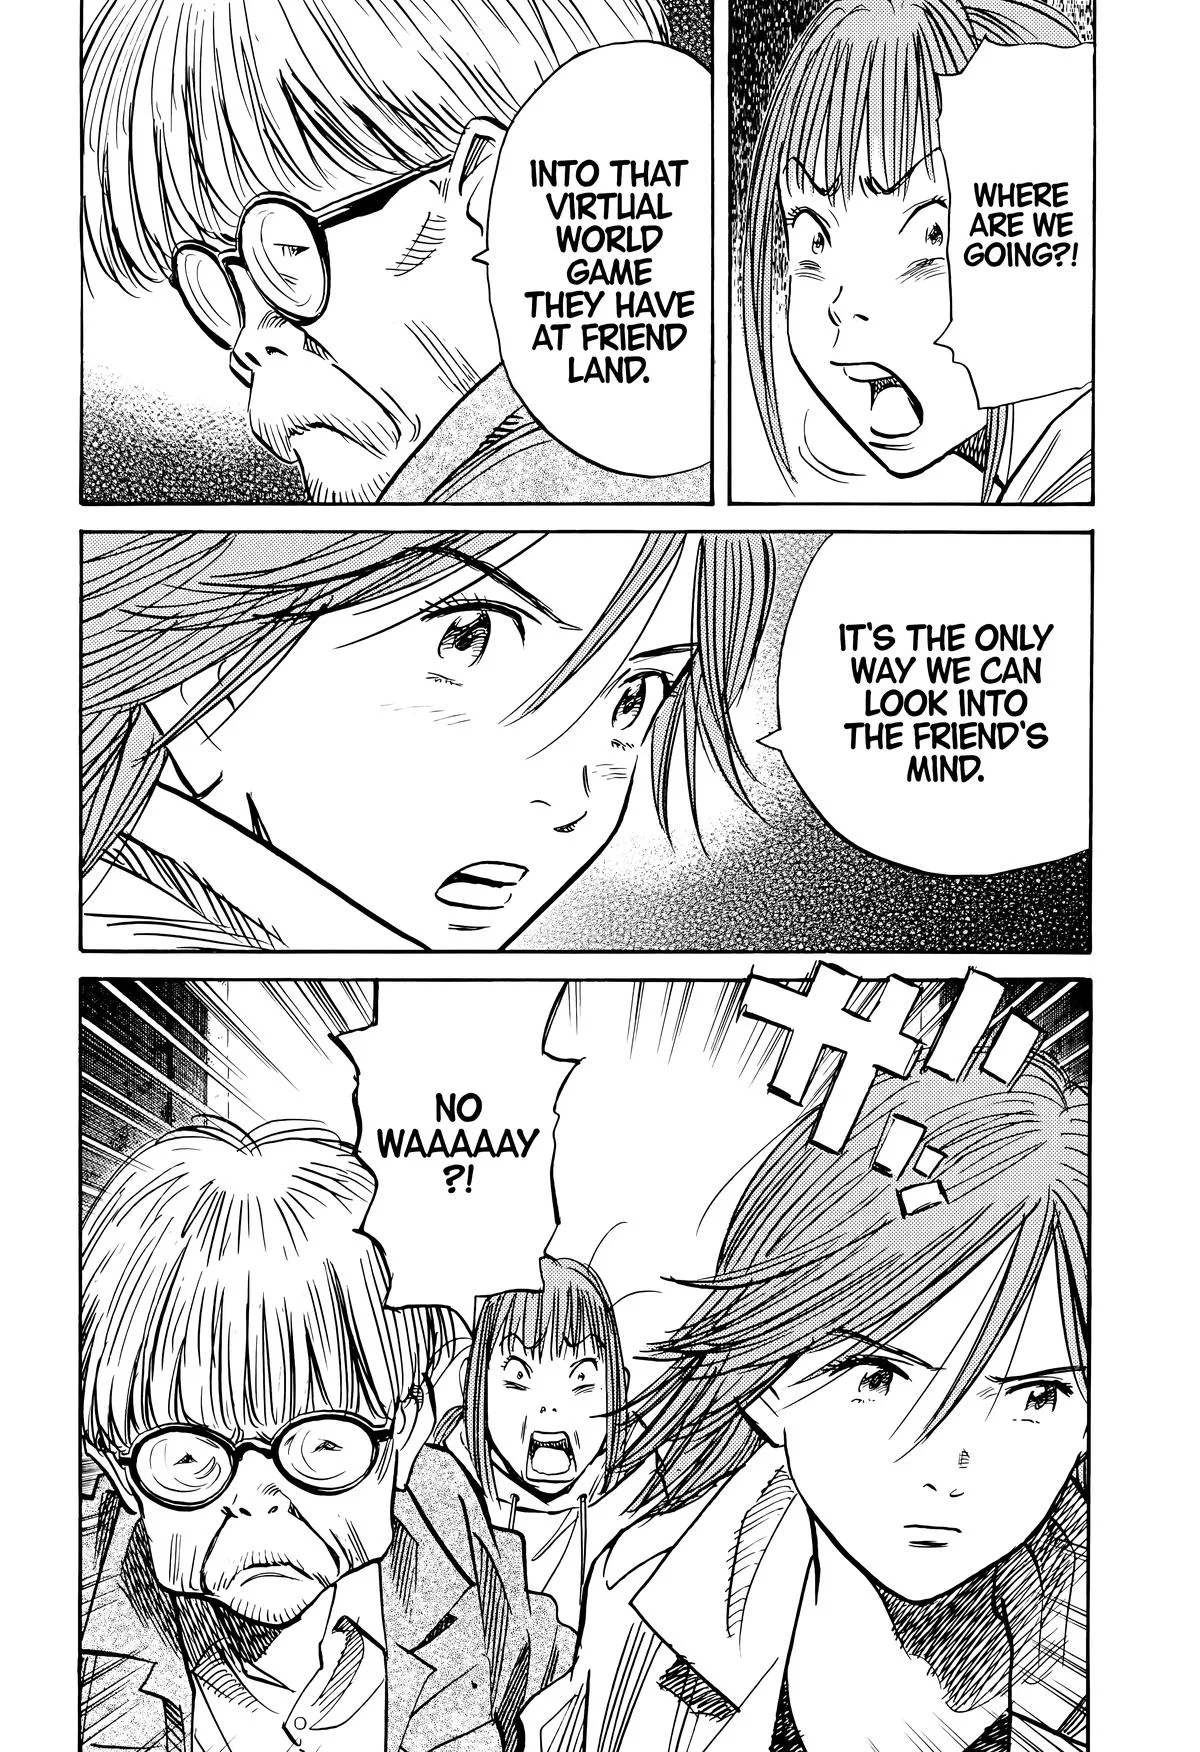 WHERE
ARE WE
GOING?!
INTO THAT
VIRTUAL
WORLD
GAME
THEY HAVE
AT FRIEND
LAND.
IT'S THE ONLY
WAY WE CAN
LOOK INTO
THE FRIEND'S
MIND.
ザッ
NO
WAAAAAY
?!